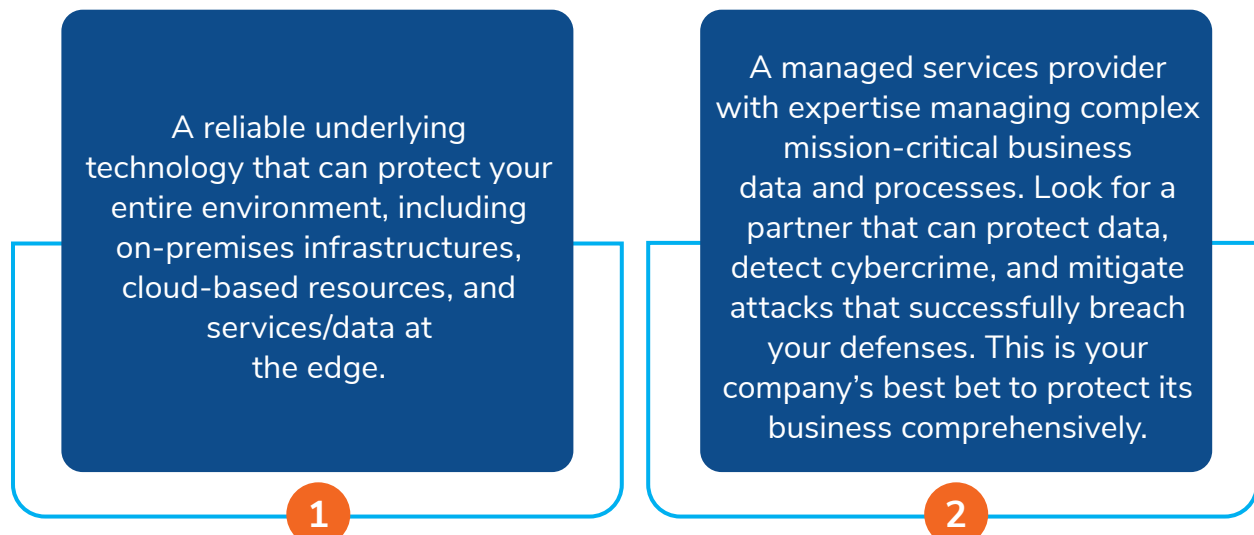 A reliable underlying
technology that can protect your
entire environment, including
on-premises infrastructures,
cloud-based resources, and
services/data at
the edge.
1
A managed services provider
with expertise managing complex
mission-critical business
data and processes. Look for a
partner that can protect data,
detect cybercrime, and mitigate
attacks that successfully breach
your defenses. This is your
company’s best bet to protect its
business comprehensively.
2